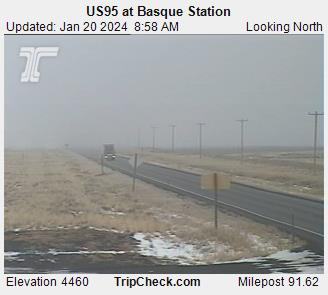 US95 at Basque Station
Updated: Jan 20 2024 8:58 AM Looking North
Elevation 4460 TripCheck.com Milepost 91.62